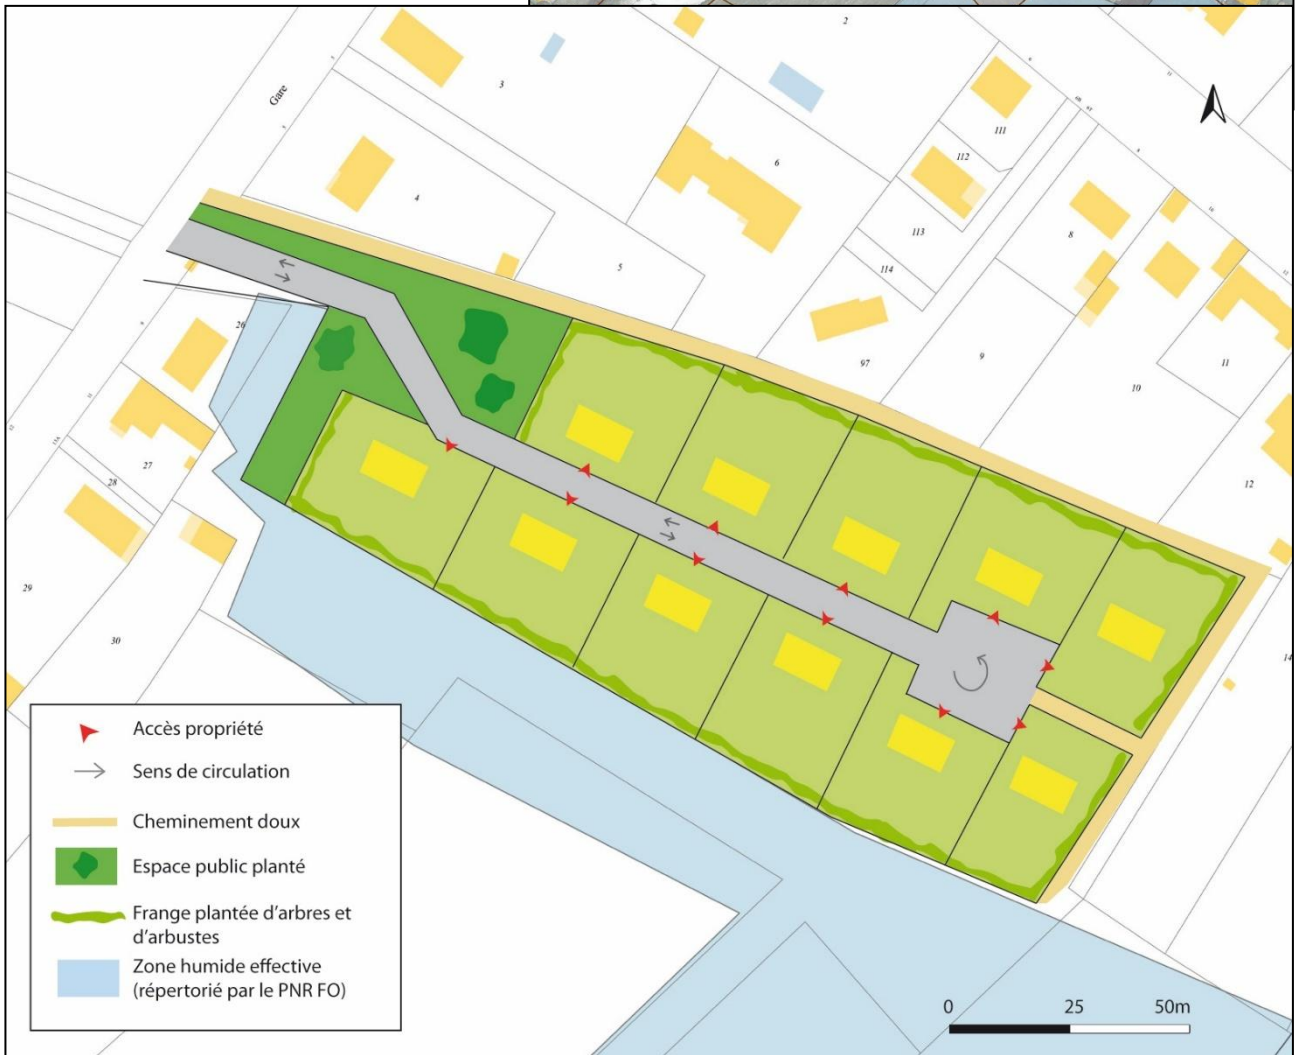 2
3
Gare
111
112
6
4
113
8
5
114
97
9
10
11
26
27
28
12
29
30
14
Accès propriété
Sens de circulation
Cheminement doux
Espace public planté
Frange plantée d'arbres et
d'arbustes
Zone humide effective
(répertorié par le PNR FO)
0 25 50m